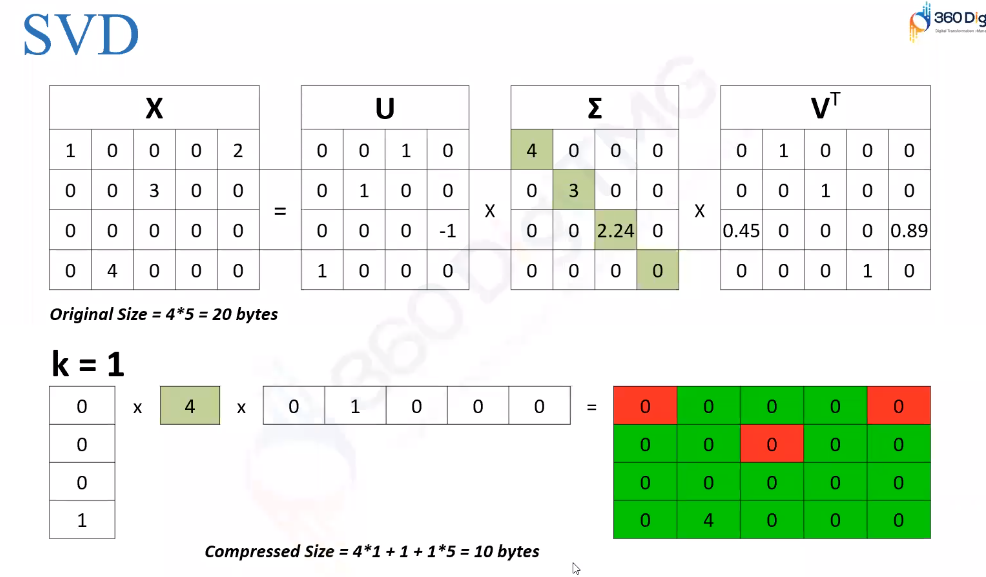 SVD
360 Dig
X U Σ Vᵀ
1 0 0 0 2 0 0 1 0 4 0 0 0 0 1 0 0 0
0 0 3 0 0 0 1 0 0 0 3 0 0 0 0 1 0 0
= X X
0 0 0 0 0 0 0 0 -1 0 0 2.24 0 0.45 0 0 0 0.89
0 4 0 0 0 1 0 0 0 0 0 0 0 0 0 0 1 0
Original Size = 4*5 = 20 bytes
k = 1
0 x 4 x 0 1 0 0 0 = 0 0 0 0 0
0 0 0 0 0 0
0 0 0 0 0 0
1 0 4 0 0 0
Compressed Size = 4*1 + 1 + 1*5 = 10 bytes
360DigiTMG